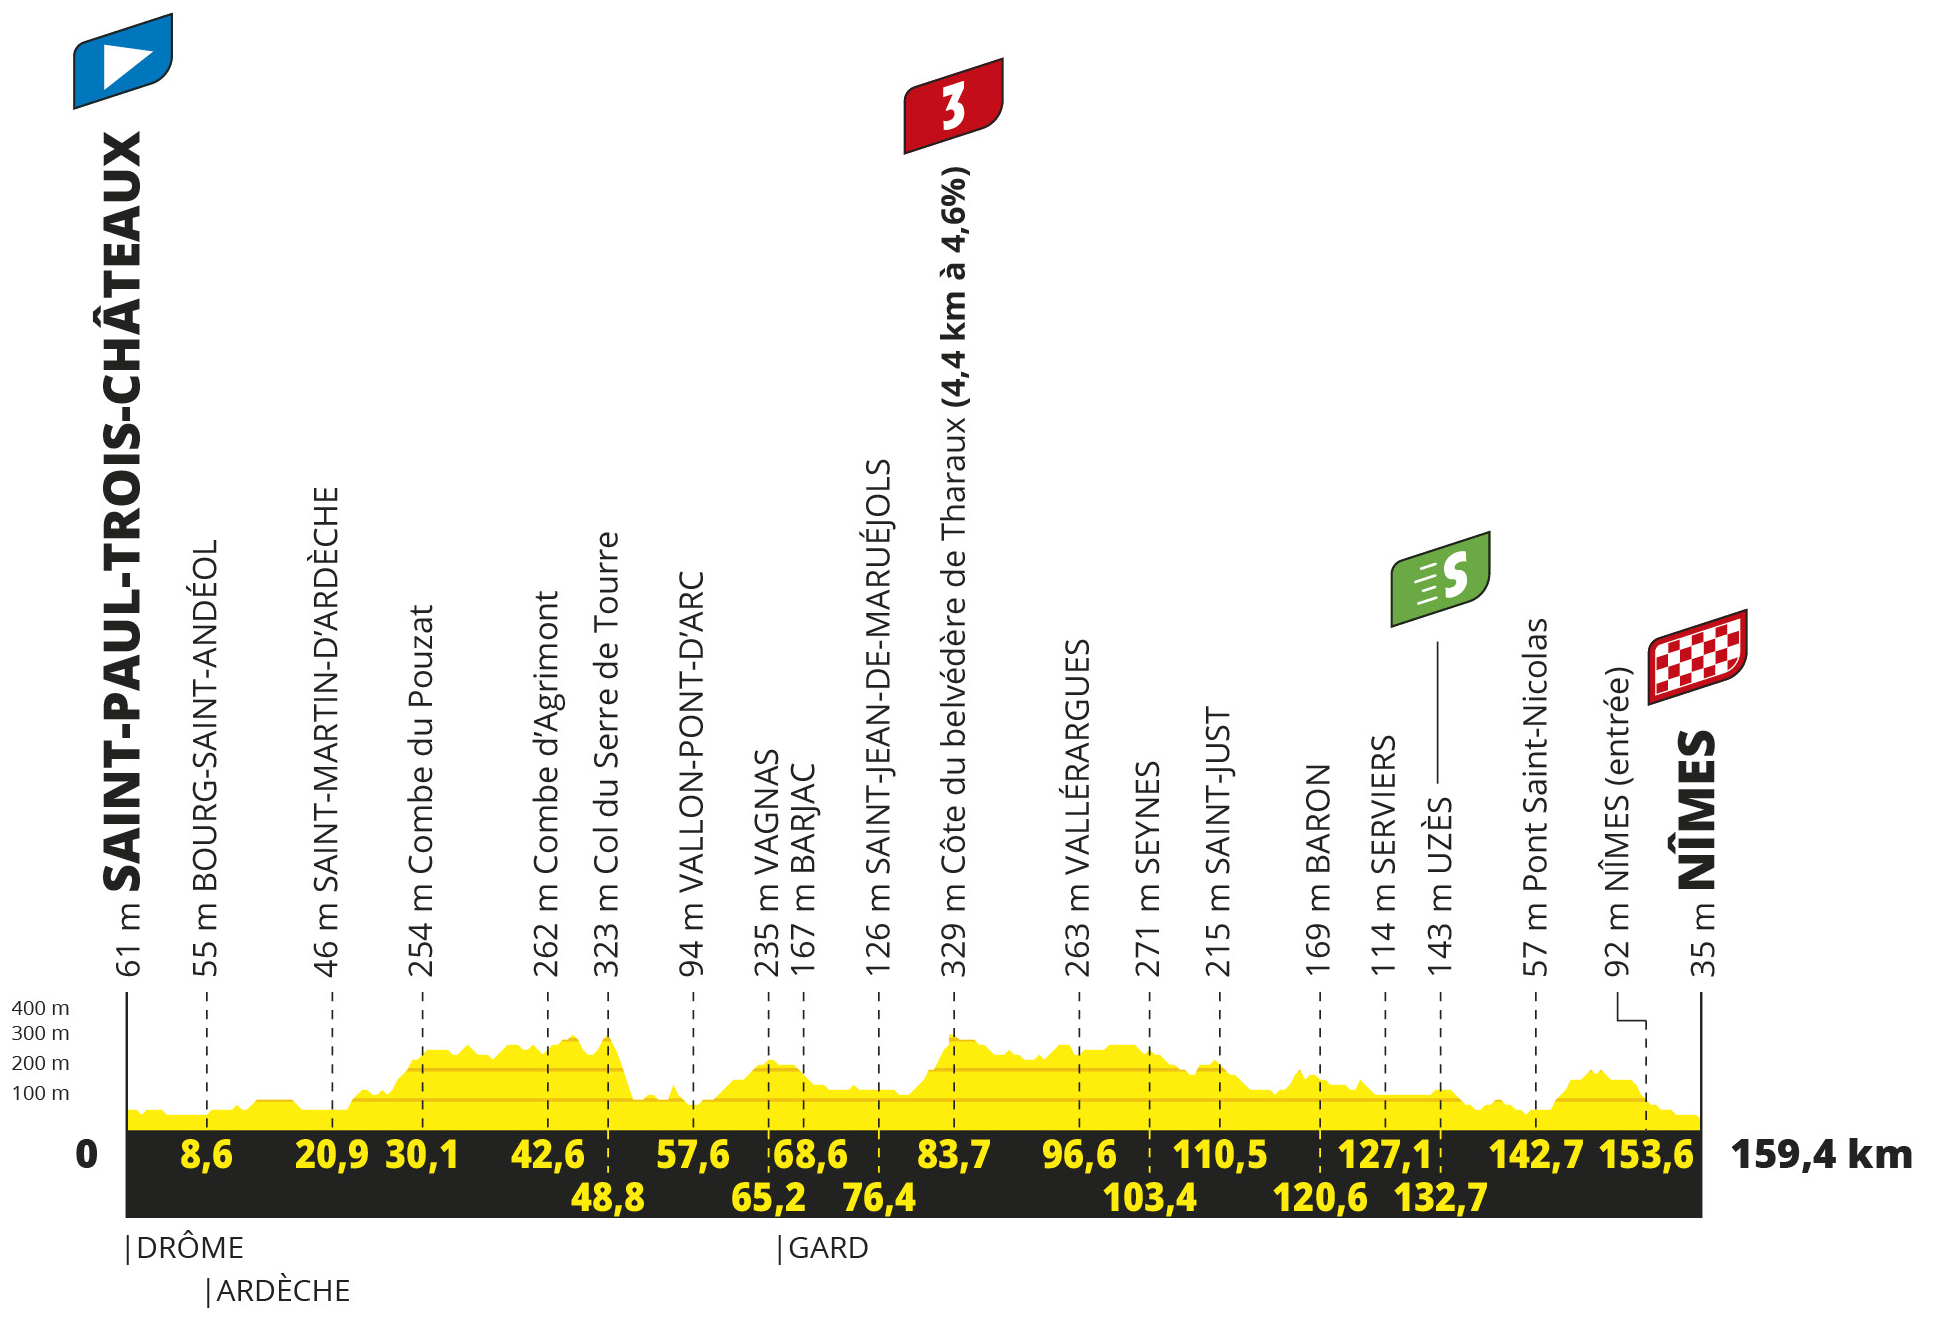 3
S
61 m SAINT-PAUL-TROIS-CHÂTEAUX
55 m BOURG-SAINT-ANDÉOL
46 m SAINT-MARTIN-D’ARDÈCHE
254 m Combe du Pouzat
262 m Combe d’Agrimont
323 m Col du Serre de Tourre
94 m VALLON-PONT-D’ARC
235 m VAGNAS
167 m BARJAC
126 m SAINT-JEAN-DE-MARUÉJOLS
329 m Côte du belvédère de Tharaux (4,4 km à 4,6%)
263 m VALLÉRARGUES
271 m SEYNES
215 m SAINT-JUST
169 m BARON
114 m SERVIERS
143 m UZÈS
57 m Pont Saint-Nicolas
92 m NÎMES (entrée)
35 m NÎMES
400 m
300 m
200 m
100 m
0 8,6 20,9 30,1 42,6 57,6 68,6 83,7 96,6 110,5 127,1 142,7 153,6 159,4 km
48,8 65,2 76,4 103,4 120,6 132,7
|DRÔME |GARD
|ARDÈCHE